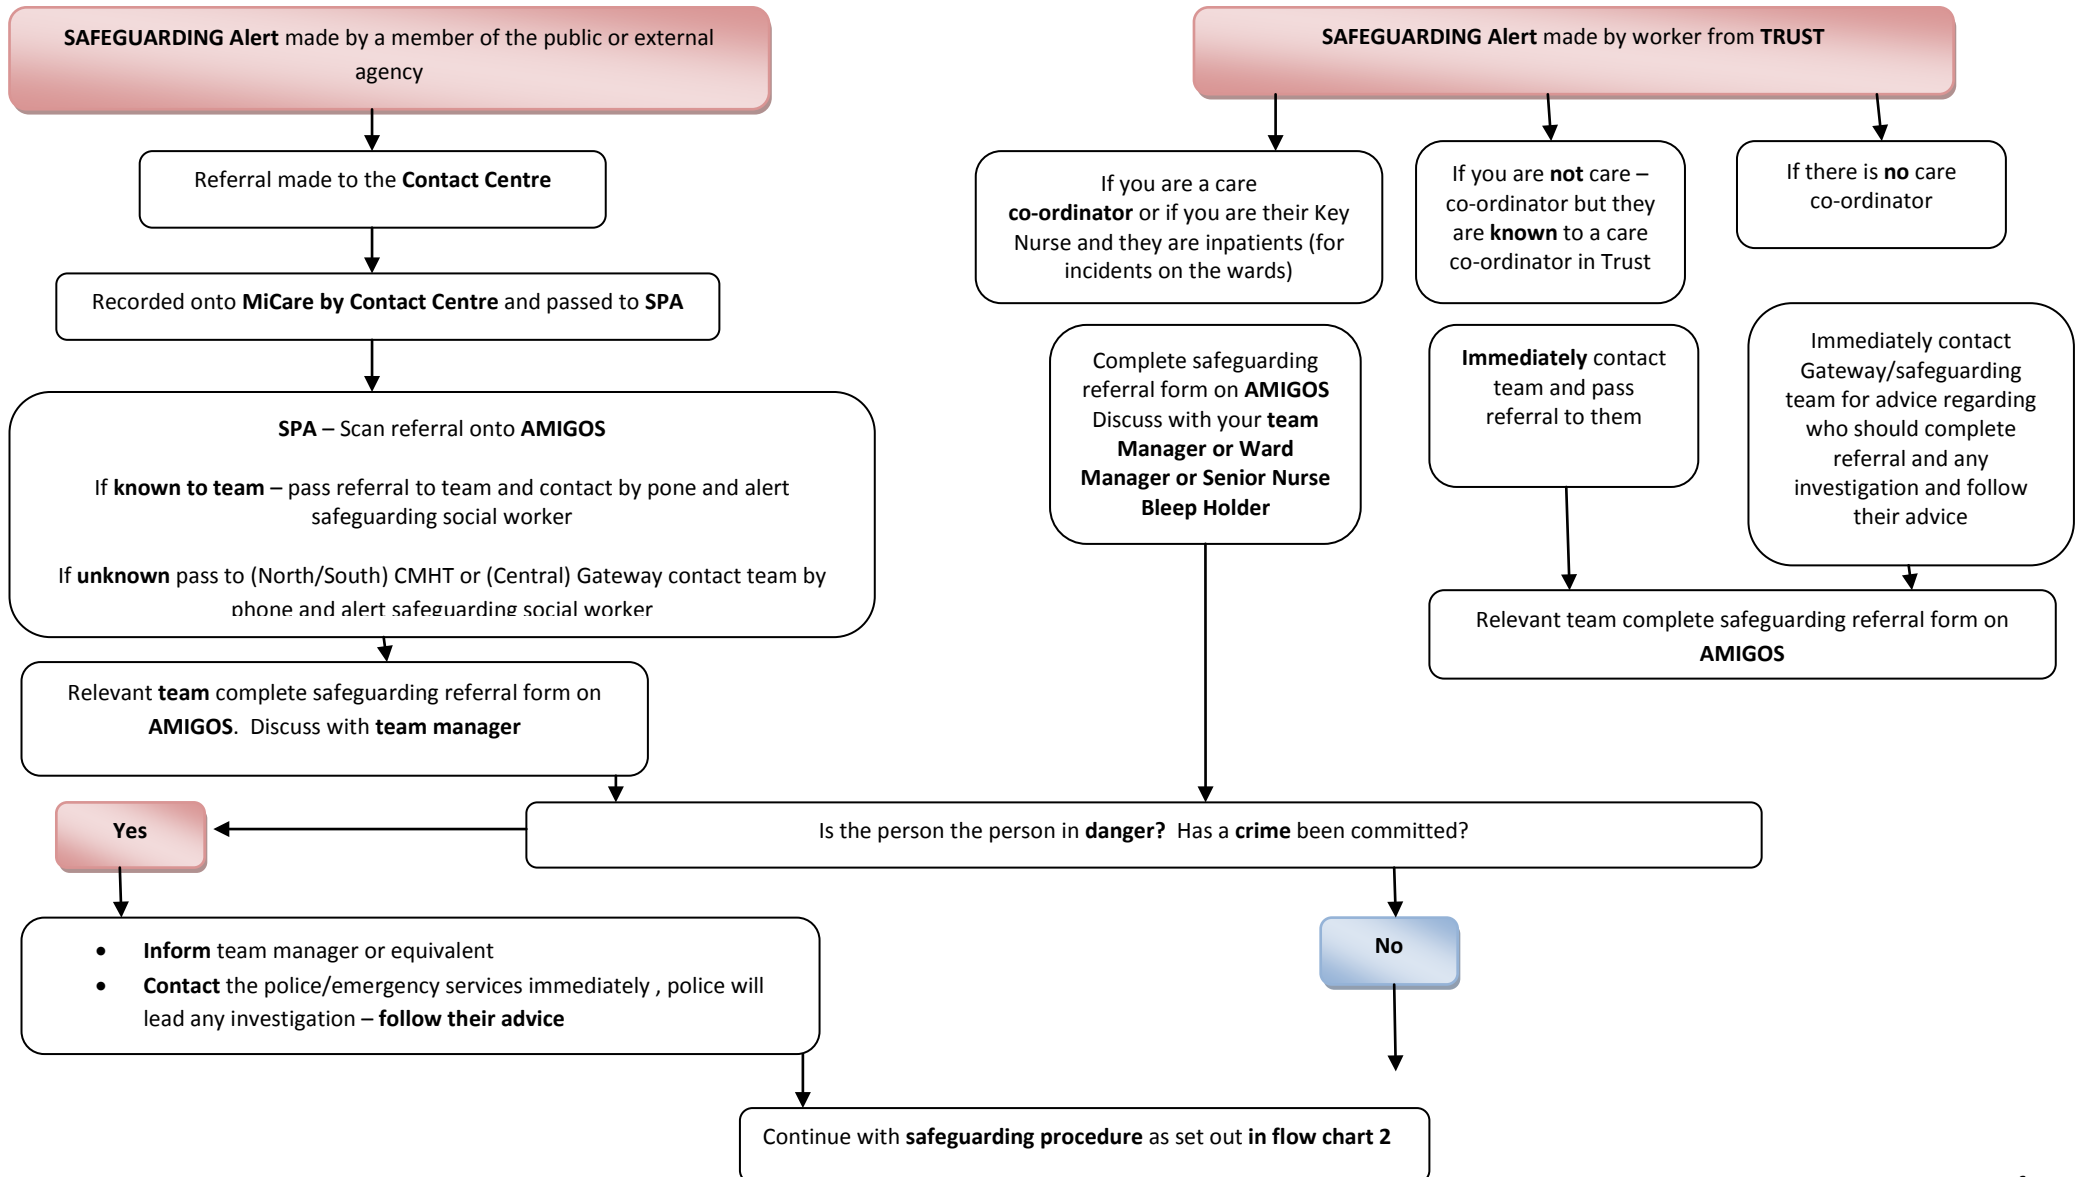 SAFEGUARDING Alert made by a member of the public or external
agency
Referral made to the Contact Centre
Recorded onto MiCare by Contact Centre and passed to SPA
SPA – Scan referral onto AMIGOS
If known to team – pass referral to team and contact by pone and alert
safeguarding social worker
If unknown pass to (North/South) CMHT or (Central) Gateway contact team by
phone and alert safeguarding social worker
Relevant team complete safeguarding referral form on
AMIGOS. Discuss with team manager
SAFEGUARDING Alert made by worker from TRUST
If you are a care
co-ordinator or if you are their Key
Nurse and they are inpatients (for
incidents on the wards)
Complete safeguarding
referral form on AMIGOS
Discuss with your team
Manager or Ward
Manager or Senior Nurse
Bleep Holder
If you are not care –
co-ordinator but they
are known to a care
co-ordinator in Trust
Immediately contact
team and pass
referral to them
If there is no care
co-ordinator
Immediately contact
Gateway/safeguarding
team for advice regarding
who should complete
referral and any
investigation and follow
their advice
Relevant team complete safeguarding referral form on
AMIGOS
Is the person the person in danger? Has a crime been committed?
Yes
• Inform team manager or equivalent
• Contact the police/emergency services immediately , police will
lead any investigation – follow their advice
No
Continue with safeguarding procedure as set out in flow chart 2